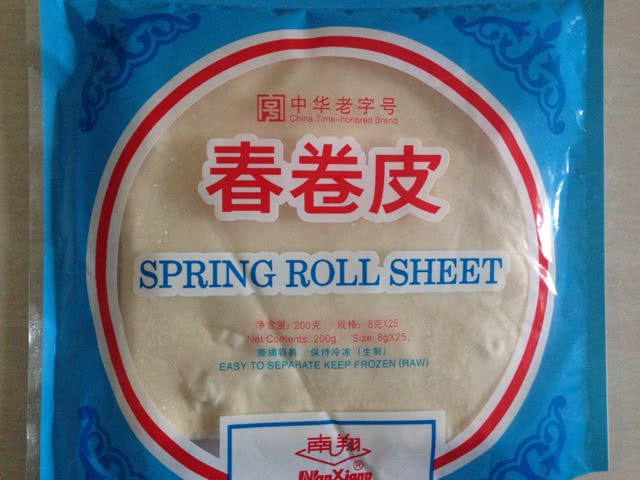 中华老字号
China Time-honored Brand
春卷皮
SPRING ROLL SHEET
净含量: 200克 规格: 8克X25
Net Contents: 200g Size: 8gX25
撕揭容易 保持冷冻 (生制)
EASY TO SEPARATE KEEP FROZEN (RAW)
南翔
®
NanXiang